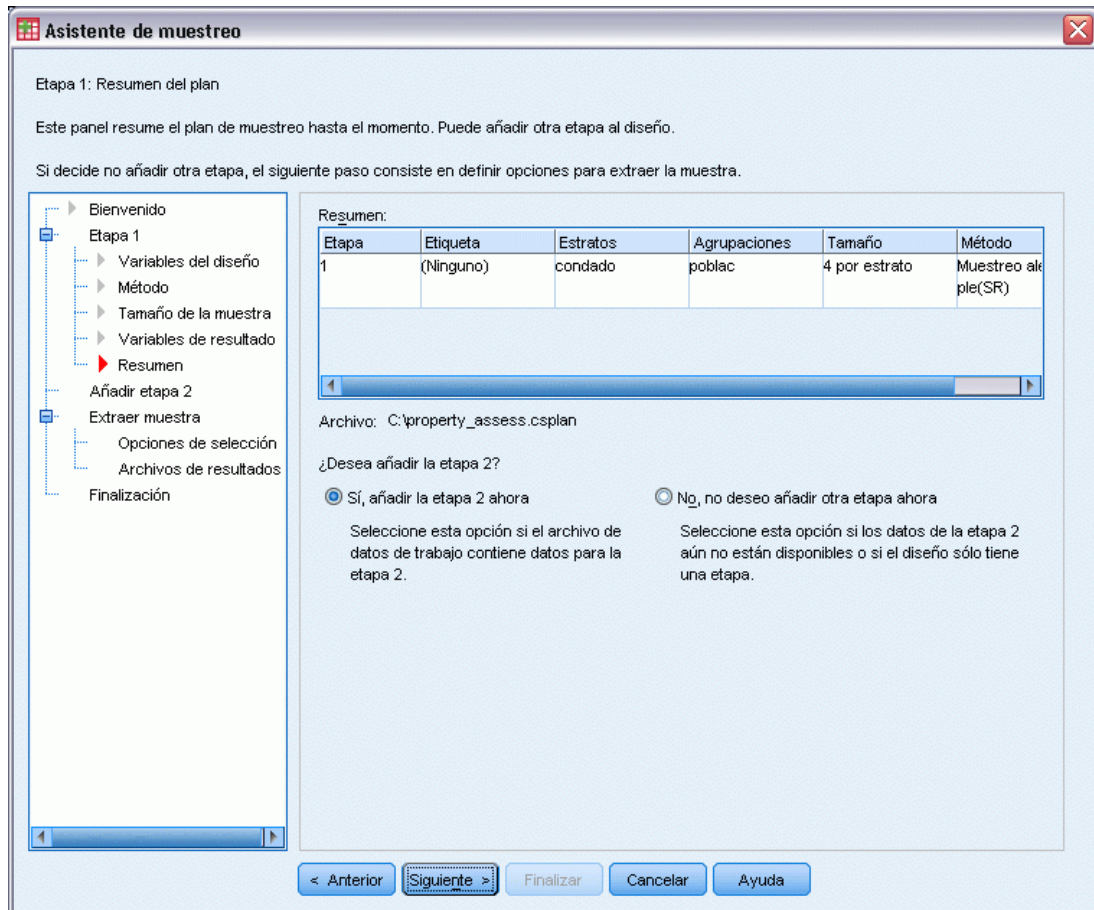 Asistente de muestreo
Etapa 1: Resumen del plan
Este panel resume el plan de muestreo hasta el momento. Puede añadir otra etapa al diseño.
Si decide no añadir otra etapa, el siguiente paso consiste en definir opciones para extraer la muestra.
Bienvenido
Etapa 1
Variables del diseño
Método
Tamaño de la muestra
Variables de resultado
Resumen
Añadir etapa 2
Extraer muestra
Opciones de selección
Archivos de resultados
Finalización
Resumen:
Etapa Etiqueta Estratos Agrupaciones Tamaño Método
1 (Ninguno) condado poblac 4 por estrato Muestreo ale
ple(SR)
Archivo: C:\property_assess.csplan
¿Desea añadir la etapa 2?
Sí, añadir la etapa 2 ahora
Seleccione esta opción si el archivo de
datos de trabajo contiene datos para la
etapa 2.
No, no deseo añadir otra etapa ahora
Seleccione esta opción si los datos de la etapa 2
aún no están disponibles o si el diseño sólo tiene
una etapa.
< Anterior Siguiente > Finalizar Cancelar Ayuda